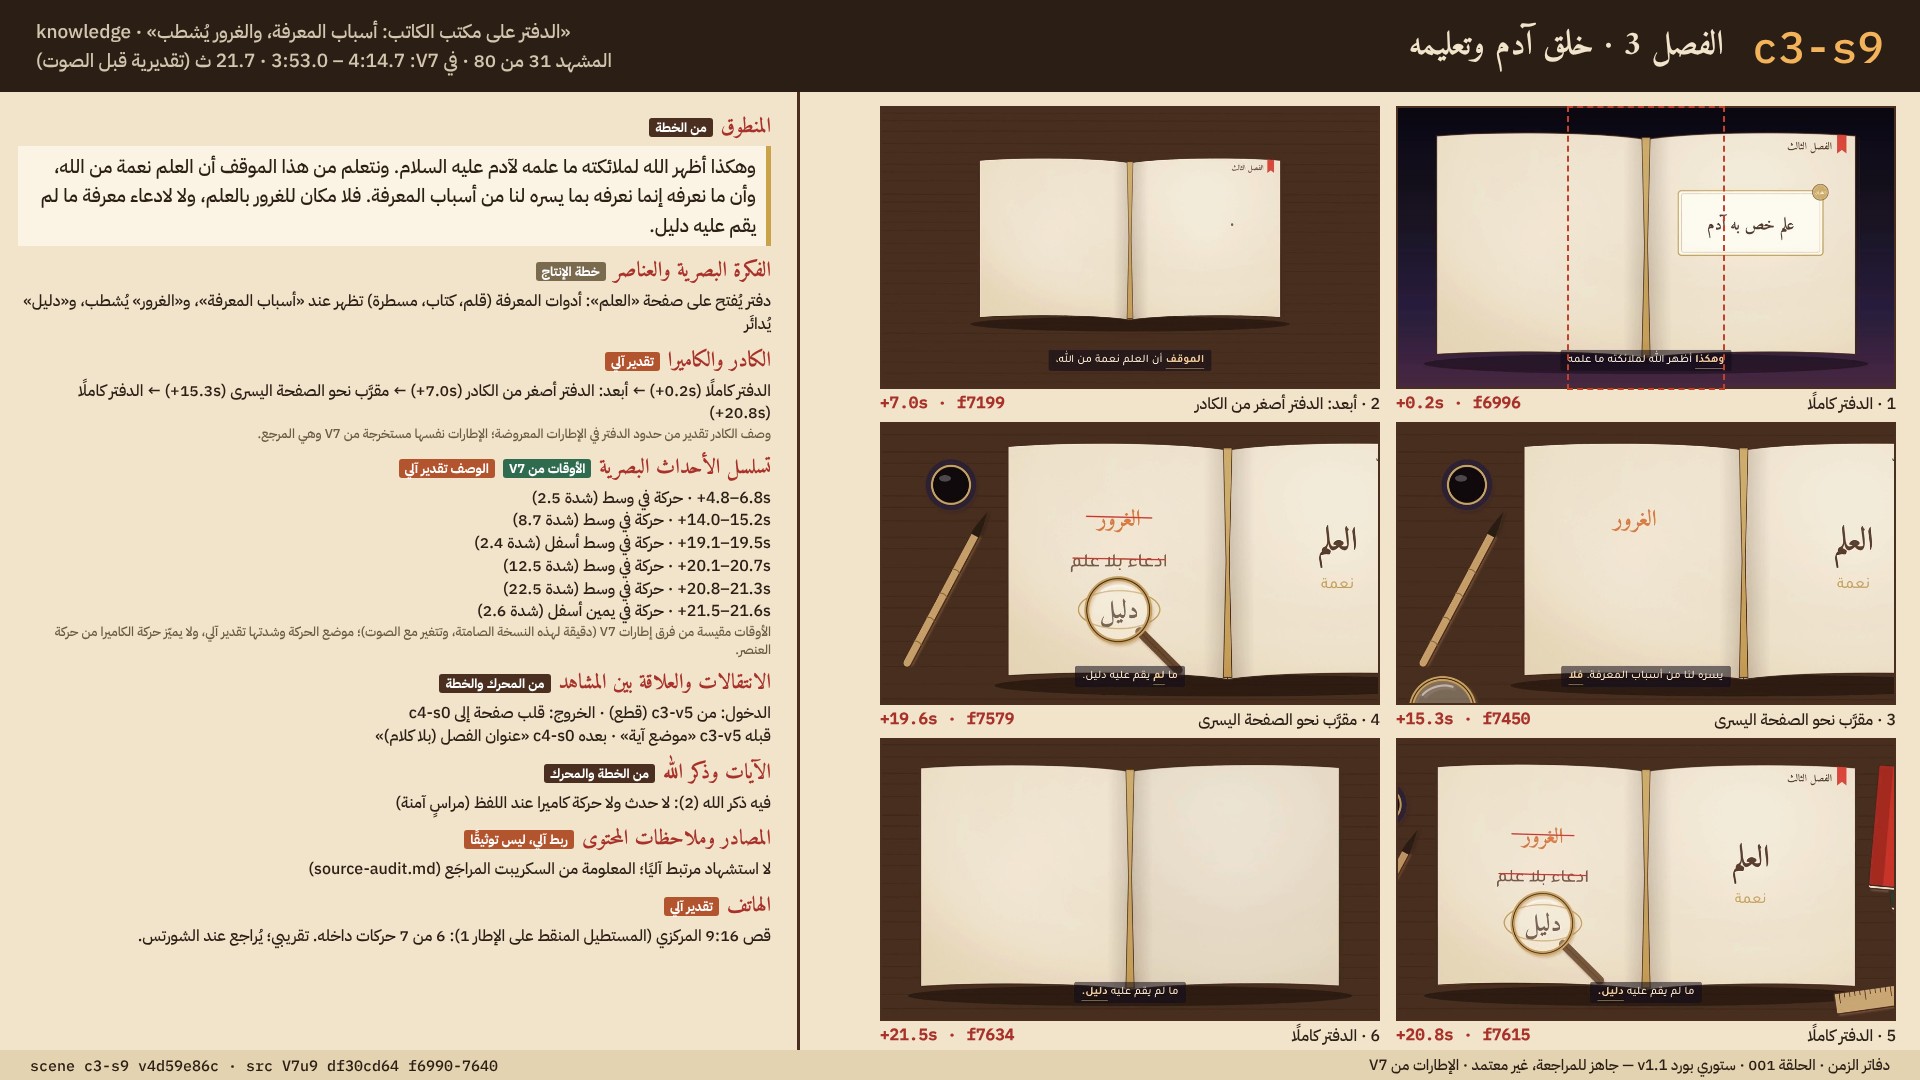 c3-s9 الفصل 3 · خلق آدم وتعليمه
«الدفتر على مكتب الكاتب: أسباب المعرفة، والغرور يُشطب» · knowledge
المشهد 31 من 80 · في V7: 3:53.0 – 4:14.7 · 21.7 ث (تقديرية قبل الصوت)
الفصل الثالث
علم خص به آدم
وهكذا أظهر الله لملائكته ما علمه
1 · الدفتر كاملًا
+0.2s · f6996
الفصل الثالث
الموقف أن العلم نعمة من الله.
2 · أبعد: الدفتر أصغر من الكادر
+7.0s · f7199
العلم
نعمة
الغرور
يسره لنا من أسباب المعرفة. فلا
3 · مقرَّب نحو الصفحة اليسرى
+15.3s · f7450
العلم
نعمة
الغرور
ادعاء بلا علم
دليل
ما لم يقم عليه دليل.
4 · مقرَّب نحو الصفحة اليسرى
+19.6s · f7579
الفصل الثالث
العلم
نعمة
الغرور
ادعاء بلا علم
دليل
ما لم يقم عليه دليل.
5 · الدفتر كاملًا
+20.8s · f7615
ما لم يقم عليه دليل.
6 · الدفتر كاملًا
+21.5s · f7634
المنطوق من الخطة
وهكذا أظهر الله لملائكته ما علمه لآدم عليه السلام. ونتعلم من هذا الموقف أن العلم نعمة من الله،
وأن ما نعرفه إنما نعرفه بما يسره لنا من أسباب المعرفة. فلا مكان للغرور بالعلم، ولا لادعاء معرفة ما لم
يقم عليه دليل.
الفكرة البصرية والعناصر خطة الإنتاج
دفتر يُفتح على صفحة «العلم»: أدوات المعرفة (قلم، كتاب، مسطرة) تظهر عند «أسباب المعرفة»، و«الغرور» يُشطب، و«دليل»
يُدائَر
الكادر والكاميرا تقدير آلي
الدفتر كاملًا (+0.2s) ← أبعد: الدفتر أصغر من الكادر (+7.0s) ← مقرَّب نحو الصفحة اليسرى (+15.3s) ← الدفتر كاملًا
(+20.8s)
وصف الكادر تقدير من حدود الدفتر في الإطارات المعروضة؛ الإطارات نفسها مستخرجة من V7 وهي المرجع.
تسلسل الأحداث البصرية الأوقات من V7 الوصف تقدير آلي
+4.8–6.8s · حركة في وسط (شدة 2.5)
+14.0–15.2s · حركة في وسط (شدة 8.7)
+19.1–19.5s · حركة في وسط أسفل (شدة 2.4)
+20.1–20.7s · حركة في وسط (شدة 12.5)
+20.8–21.3s · حركة في وسط (شدة 22.5)
+21.5–21.6s · حركة في يمين أسفل (شدة 2.6)
الأوقات مقيسة من فرق إطارات V7 (دقيقة لهذه النسخة الصامتة، وتتغير مع الصوت)؛ موضع الحركة وشدتها تقدير آلي، ولا يميّز حركة الكاميرا من حركة
العنصر.
الانتقالات والعلاقة بين المشاهد من المحرك والخطة
الدخول: من c3-v5 (قطع) · الخروج: قلب صفحة إلى c4-s0
قبله c3-v5 «موضع آية» · بعده c4-s0 «عنوان الفصل (بلا كلام)»
الآيات وذكر الله من الخطة والمحرك
فيه ذكر الله (2): لا حدث ولا حركة كاميرا عند اللفظ (مراسٍ آمنة)
المصادر وملاحظات المحتوى ربط آلي، ليس توثيقًا
لا استشهاد مرتبط آليًا؛ المعلومة من السكريبت المراجَع (source-audit.md)
الهاتف تقدير آلي
قص 9:16 المركزي (المستطيل المنقط على الإطار 1): 6 من 7 حركات داخله. تقريبي؛ يُراجع عند الشورتس.
دفاتر الزمن · الحلقة 001 · ستوري بورد v1.1 — جاهز للمراجعة، غير معتمد · الإطارات من V7
scene c3-s9 v4d59e86c · src V7u9 df30cd64 f6990-7640